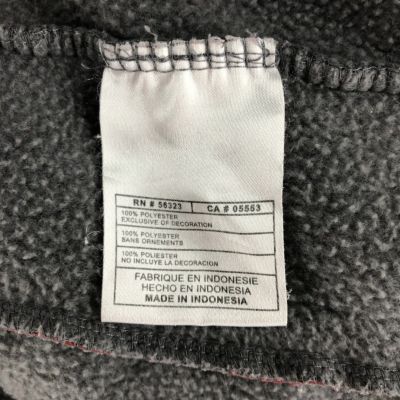 RN # 56323 CA # 05553
100% POLYESTER
EXCLUSIVE OF DECORATION
100% POLYESTER
SANS ORNEMENTS
100% POLIESTER
NO INCLUYE LA DECORACION
FABRIQUE EN INDONESIE
HECHO EN INDONESIA
MADE IN INDONESIA